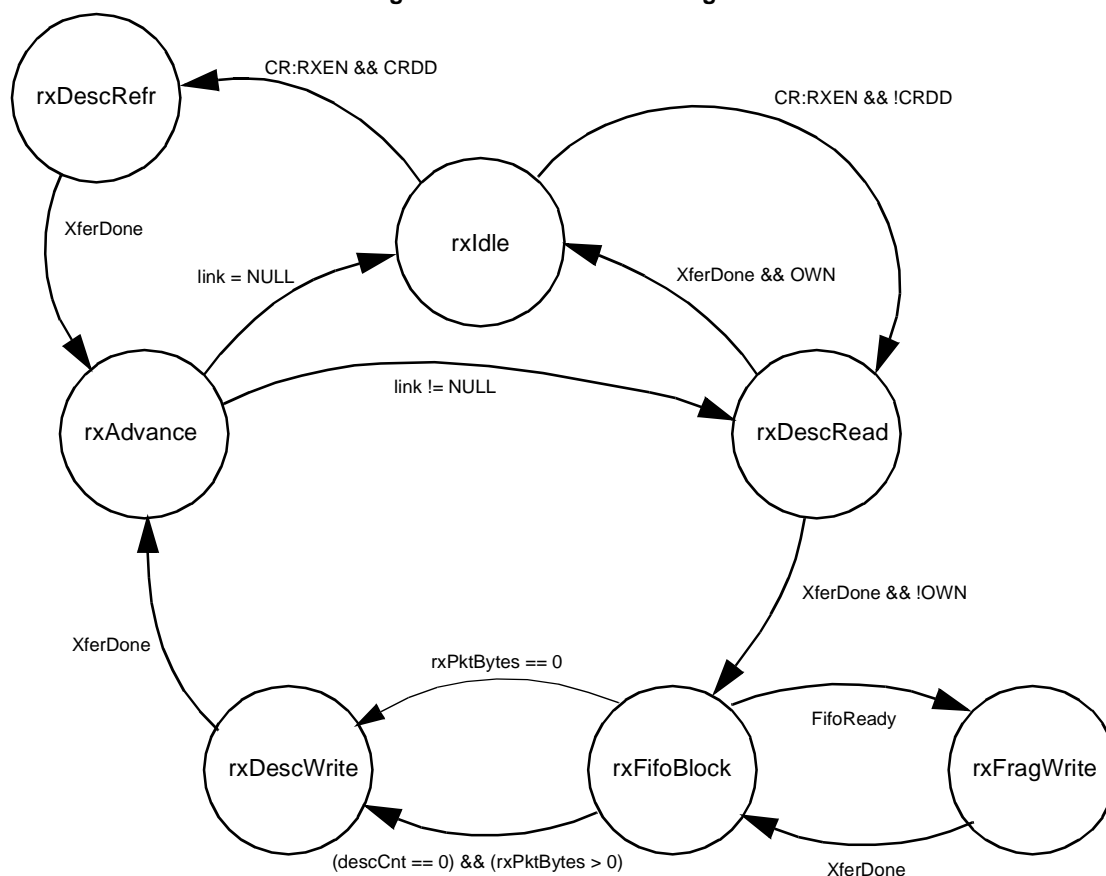 CR:RXEN && CRDD
rxDescRefr
CR:RXEN && !CRDD
XferDone
rxIdle
link = NULL
XferDone && OWN
link != NULL
rxAdvance
rxDescRead
XferDone && !OWN
XferDone
rxPktBytes == 0
FifoReady
rxDescWrite
rxFifoBlock
rxFragWrite
(descCnt == 0) && (rxPktBytes > 0)
XferDone